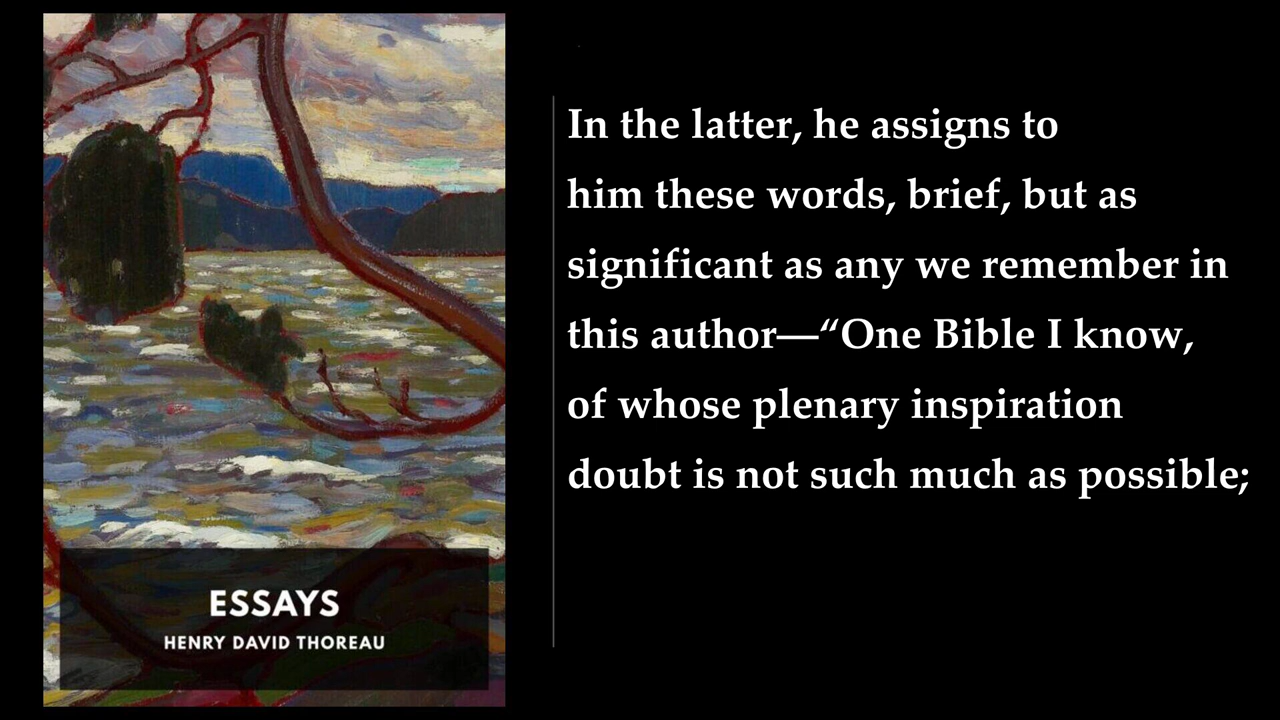 In the latter, he assigns to
him these words, brief, but as
significant as any we remember in
this author—“One Bible I know,
of whose plenary inspiration
doubt is not such much as possible;
ESSAYS
HENRY DAVID THOREAU